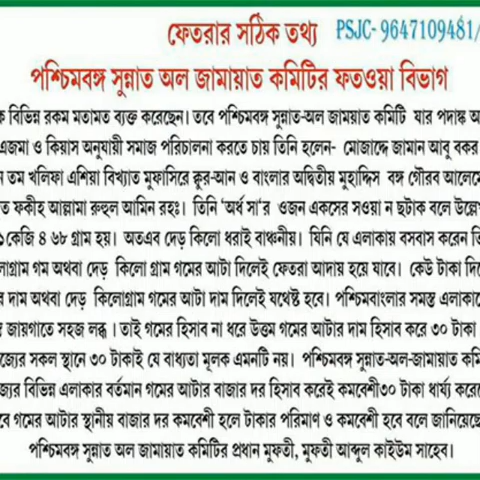 ফেতরার সঠিক তথ্য PSJC- 9647109481/
পশ্চিমবঙ্গ সুন্নাত অল জামায়াত কমিটির ফতওয়া বিভাগ
ক বিভিন্ন রকম মতামত ব্যক্ত করেছেন। তবে পশ্চিমবঙ্গ সুন্নাত-অল জাময়াত কমিটি যার পদাঙ্ক অ
এজমা ও কিয়াস অনুযায়ী সমাজ পরিচালনা করতে চায় তিনি হলেন- মোজাদ্দে জামান আবু বকর
ন তম খলিফা এশিয়া বিখ্যাত মুফাসিরে ক্বুর-আন ও বাংলার অদ্বিতীয় মুহাদ্দিস বঙ্গ গৌরব আলেমে
ত ফকীহ আল্লামা রুহুল আমিন রহঃ। তিনি 'অর্ধ সা'র ওজন একসের সওয়া ন ছটাক বলে উল্লে
১কেজি ৪ ৬৮ গ্রাম হয়। অতএব দেড় কিলো ধরাই বাঞ্চনীয়। যিনি যে এলাকায় বসবাস করেন তি
লোগ্রাম গম অথবা দেড় কিলো গ্রাম গমের আটা দিলেই ফেতরা আদায় হয়ে যাবে। কেউ টাকা দি
র দাম অথবা দেড় কিলোগ্রাম গমের আটা দাম দিলেই যথেষ্ট হবে। পশ্চিমবাংলার সমস্ত এলাকা
স্ত জায়গাতে সহজ লব্ধ। তাই গমের হিসাব না ধরে উত্তম গমের আটার দাম হিসাব করে ৩০ টাকা
জ্যের সকল স্থানে ৩০ টাকাই যে বাধ্যতা মূলক এমনটি নয়। পশ্চিমবঙ্গ সুন্নাত-অল-জামায়াত কমি
জ্যের বিভিন্ন এলাকার বর্তমান গমের আটার বাজার দর হিসাব করেই কমবেশী৩০ টাকা ধার্য্য করে
বে গমের আটার স্থানীয় বাজার দর কমবেশী হলে টাকার পরিমাণ ও কমবেশী হবে বলে জানিয়েছে
পশ্চিমবঙ্গ সুন্নাত অল জামায়াত কমিটির প্রধান মুফতী, মুফতী আব্দুল কাইউম সাহেব।